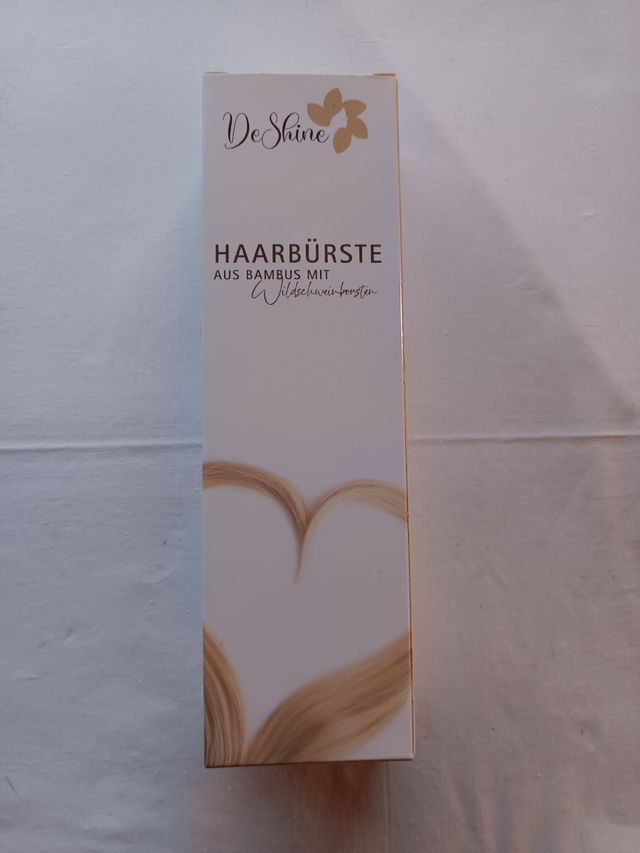 DeShine
HAARBÜRSTE
AUS BAMBUS MIT
Wildschweinborsten